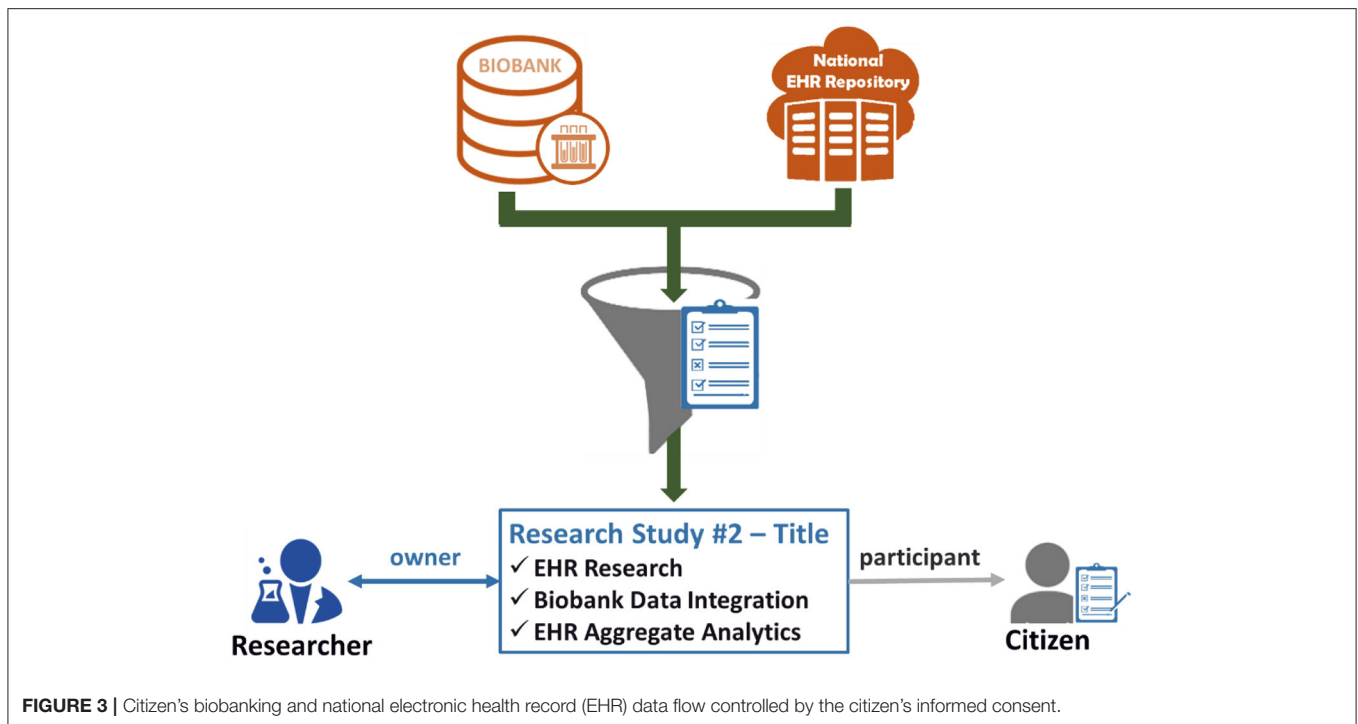 BIOBANK
National
EHR Repository
Research Study #2 – Title
✓ EHR Research
✓ Biobank Data Integration
✓ EHR Aggregate Analytics
owner
participant
Researcher
Citizen
FIGURE 3 | Citizen's biobanking and national electronic health record (EHR) data flow controlled by the citizen's informed consent.